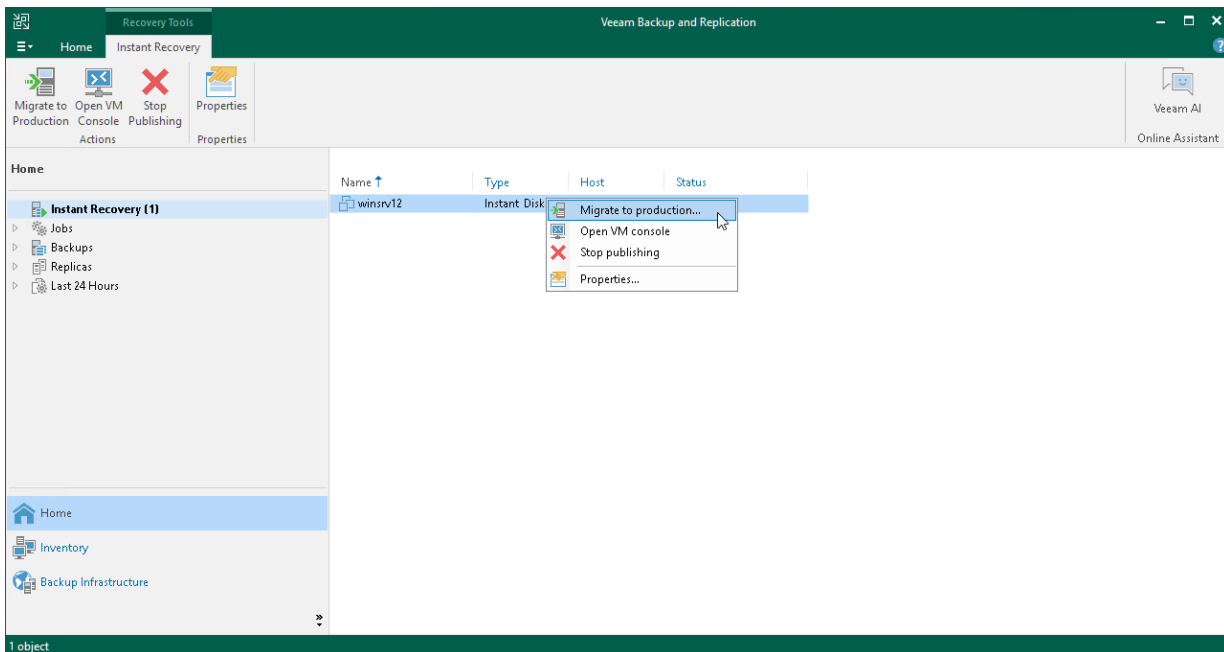 Recovery Tools
Veeam Backup and Replication
Home Instant Recovery
Migrate to Production
Open VM Console
Stop Publishing
Actions
Properties
Properties
Veeam AI
Online Assistant
Home
Instant Recovery (1)
Jobs
Backups
Replicas
Last 24 Hours
Home
Inventory
Backup Infrastructure
Name Type Host Status
winsrv12 Instant Disk
Migrate to production...
Open VM console
Stop publishing
Properties...
1 object